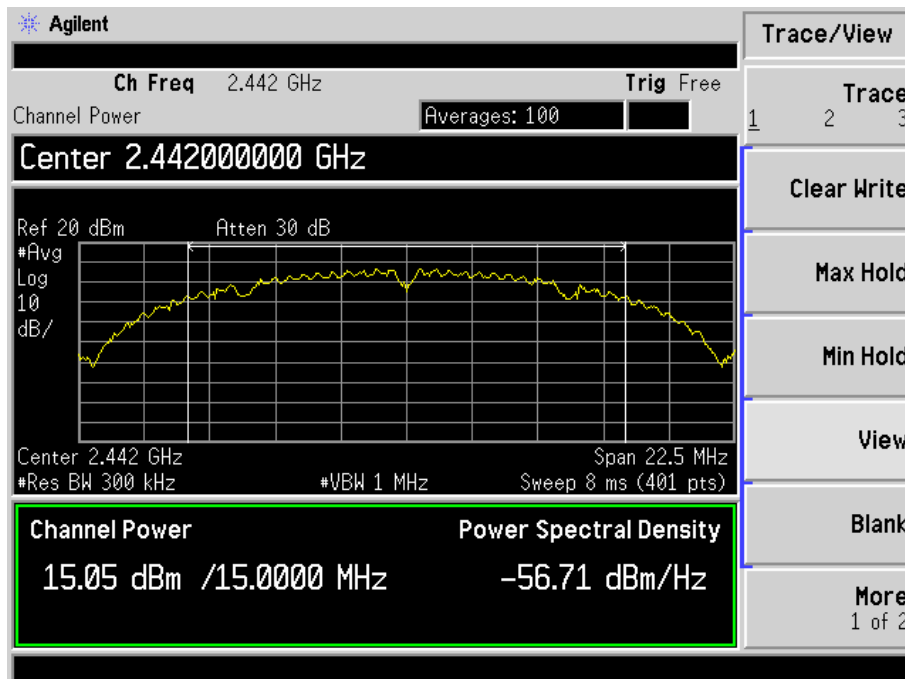 Agilent
Trace/View
Ch Freq 2.442 GHz Trig Free
Channel Power Averages: 100
Center 2.442000000 GHz
Ref 20 dBm Atten 30 dB
#Avg
Log
10
dB/
Center 2.442 GHz Span 22.5 MHz
#Res BW 300 kHz #VBW 1 MHz Sweep 8 ms (401 pts)
Channel Power Power Spectral Density
15.05 dBm /15.0000 MHz -56.71 dBm/Hz
Trace
1 2 3
Clear Write
Max Hold
Min Hold
View
Blank
More
1 of 2